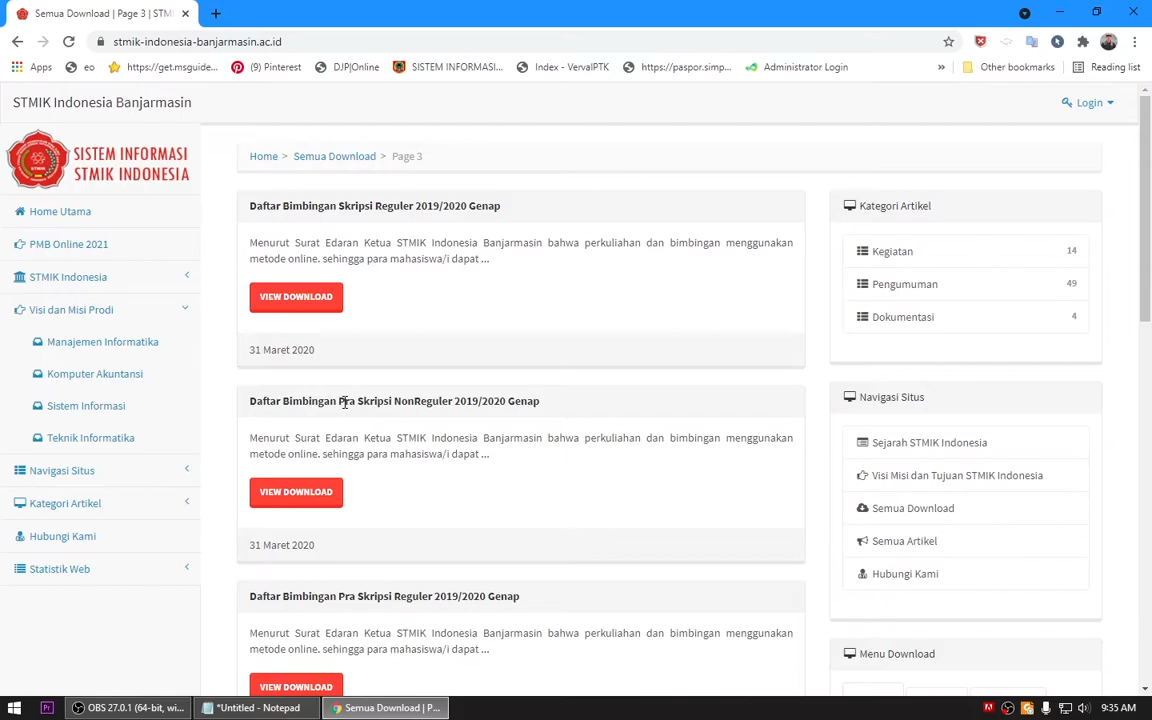 Semua Download | Page 3 | STMI
stmik-indonesia-banjarmasin.ac.id
Apps
eo
https://get.msguide...
(9) Pinterest
DJP|Online
SISTEM INFORMASI...
Index - VervalPTK
https://paspor.simp...
Administrator Login
»
Other bookmarks
Reading list
STMIK Indonesia Banjarmasin
Login
SISTEM INFORMASI
STMIK INDONESIA
Home Utama
PMB Online 2021
STMIK Indonesia
Visi dan Misi Prodi
Manajemen Informatika
Komputer Akuntansi
Sistem Informasi
Teknik Informatika
Navigasi Situs
Kategori Artikel
Hubungi Kami
Statistik Web
Home > Semua Download > Page 3
Daftar Bimbingan Skripsi Reguler 2019/2020 Genap
Menurut Surat Edaran Ketua STMIK Indonesia Banjarmasin bahwa perkuliahan dan bimbingan menggunakan
metode online. sehingga para mahasiswa/i dapat ...
VIEW DOWNLOAD
31 Maret 2020
Daftar Bimbingan Pra Skripsi NonReguler 2019/2020 Genap
Menurut Surat Edaran Ketua STMIK Indonesia Banjarmasin bahwa perkuliahan dan bimbingan menggunakan
metode online. sehingga para mahasiswa/i dapat ...
VIEW DOWNLOAD
31 Maret 2020
Daftar Bimbingan Pra Skripsi Reguler 2019/2020 Genap
Menurut Surat Edaran Ketua STMIK Indonesia Banjarmasin bahwa perkuliahan dan bimbingan menggunakan
metode online. sehingga para mahasiswa/i dapat ...
VIEW DOWNLOAD
Kategori Artikel
Kegiatan 14
Pengumuman 49
Dokumentasi 4
Navigasi Situs
Sejarah STMIK Indonesia
Visi Misi dan Tujuan STMIK Indonesia
Semua Download
Semua Artikel
Hubungi Kami
Menu Download
OBS 27.0.1 (64-bit, wi...
*Untitled - Notepad
Semua Download | P...
9:35 AM